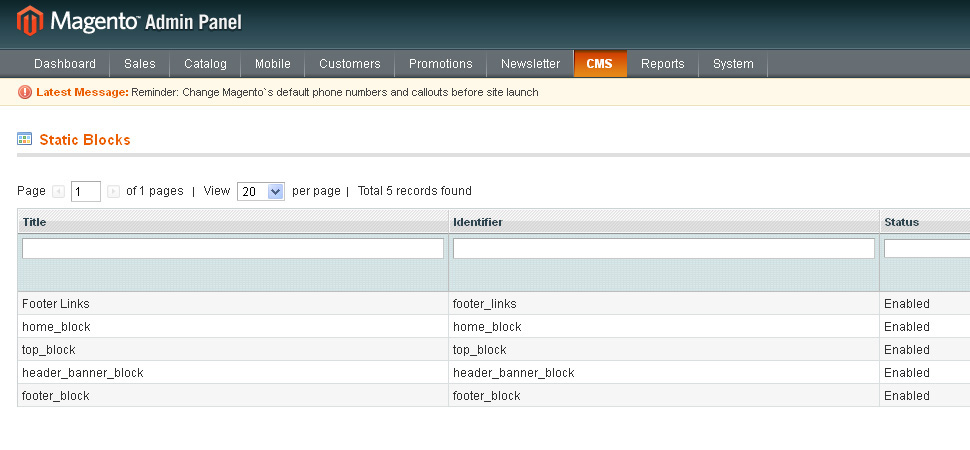 Magento™ Admin Panel
Dashboard Sales Catalog Mobile Customers Promotions Newsletter CMS Reports System
Latest Message: Reminder: Change Magento`s default phone numbers and callouts before site launch
Static Blocks
Page 1 of 1 pages | View 20 per page | Total 5 records found
Title Identifier Status
Footer Links footer_links Enabled
home_block home_block Enabled
top_block top_block Enabled
header_banner_block header_banner_block Enabled
footer_block footer_block Enabled